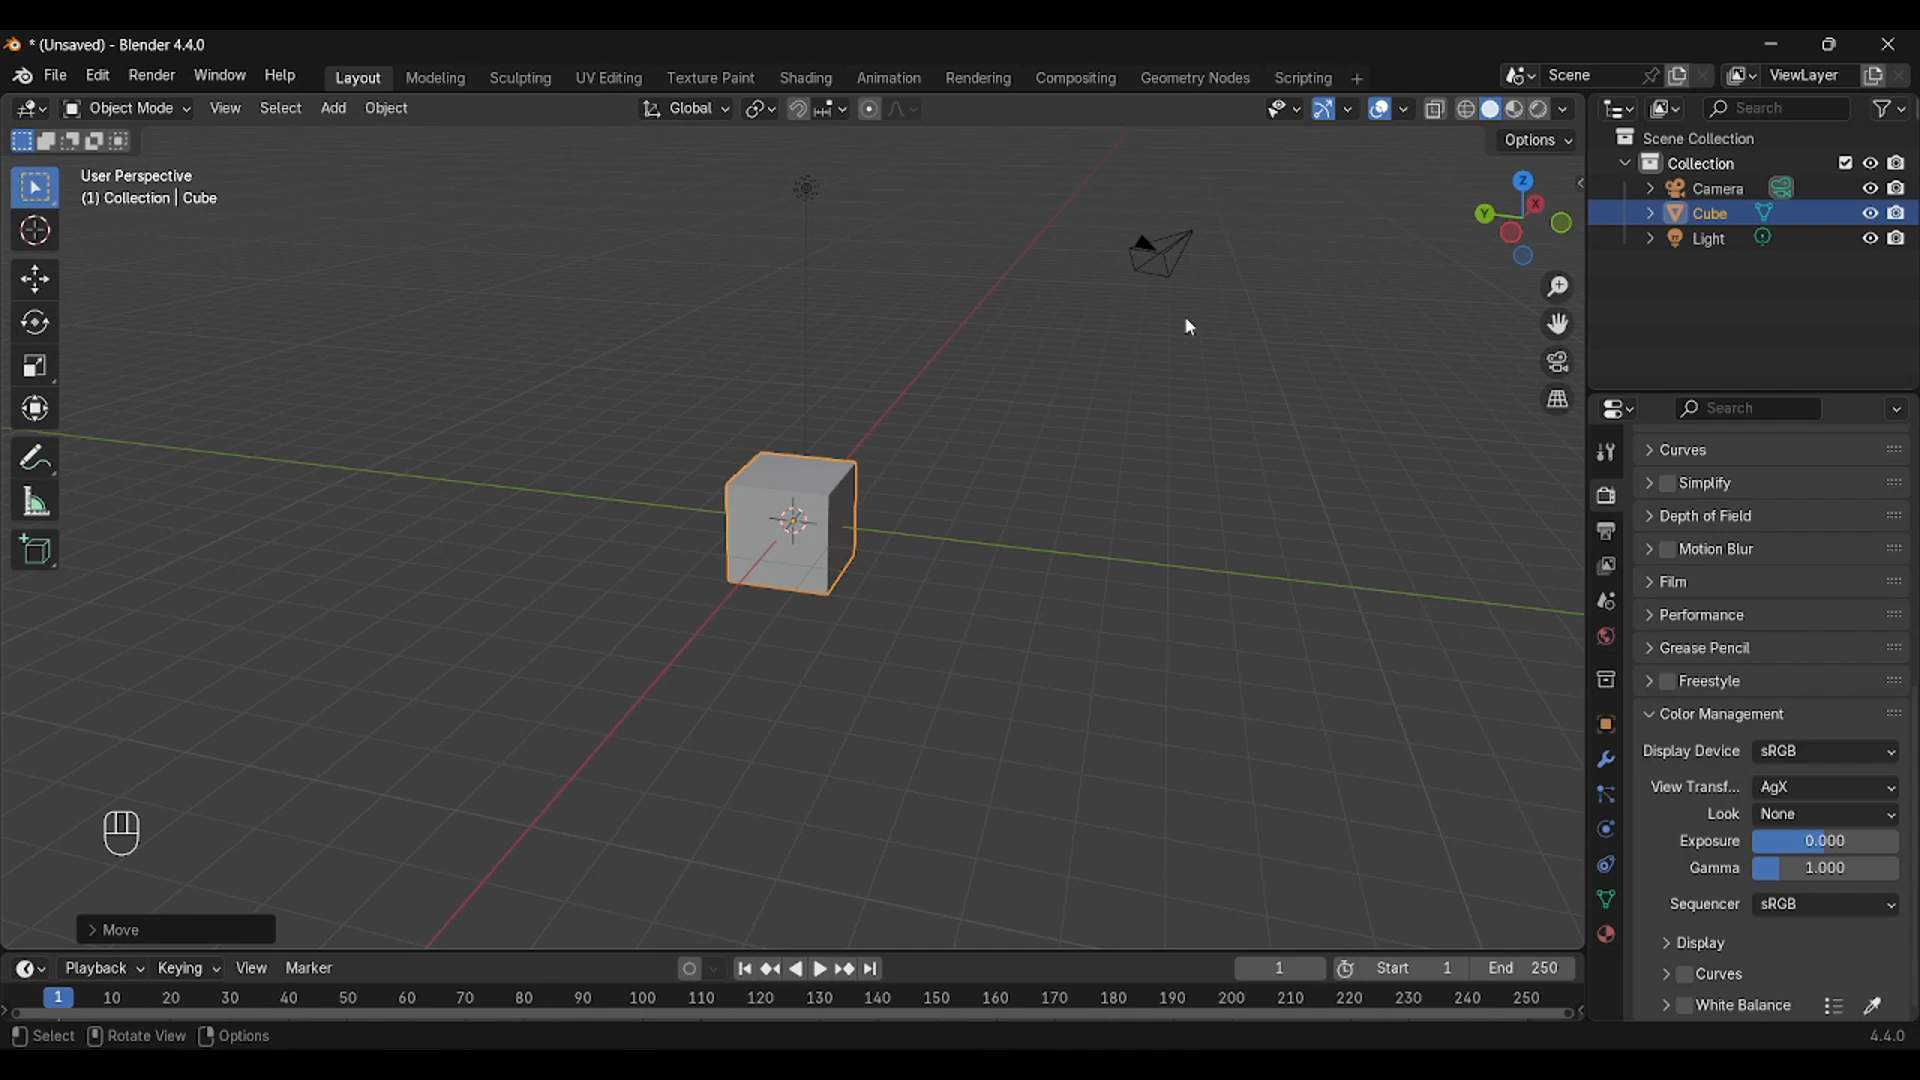 * (Unsaved) - Blender 4.4.0
File Edit Render Window Help Layout Modeling Sculpting UV Editing Texture Paint Shading Animation Rendering Compositing Geometry Nodes Scripting + Scene ViewLayer
Object Mode View Select Add Object Global Search
Options
User Perspective
(1) Collection | Cube
Z
Y
X
Scene Collection
Collection
Camera
Cube
Light
Search
Curves
Simplify
Depth of Field
Motion Blur
Film
Performance
Grease Pencil
Freestyle
Color Management
Display Device sRGB
View Transf... AgX
Look None
Exposure 0.000
Gamma 1.000
Sequencer sRGB
Display
Curves
White Balance
Move
Playback Keying View Marker 1 Start 1 End 250
1 10 20 30 40 50 60 70 80 90 100 110 120 130 140 150 160 170 180 190 200 210 220 230 240 250
Select Rotate View Options 4.4.0